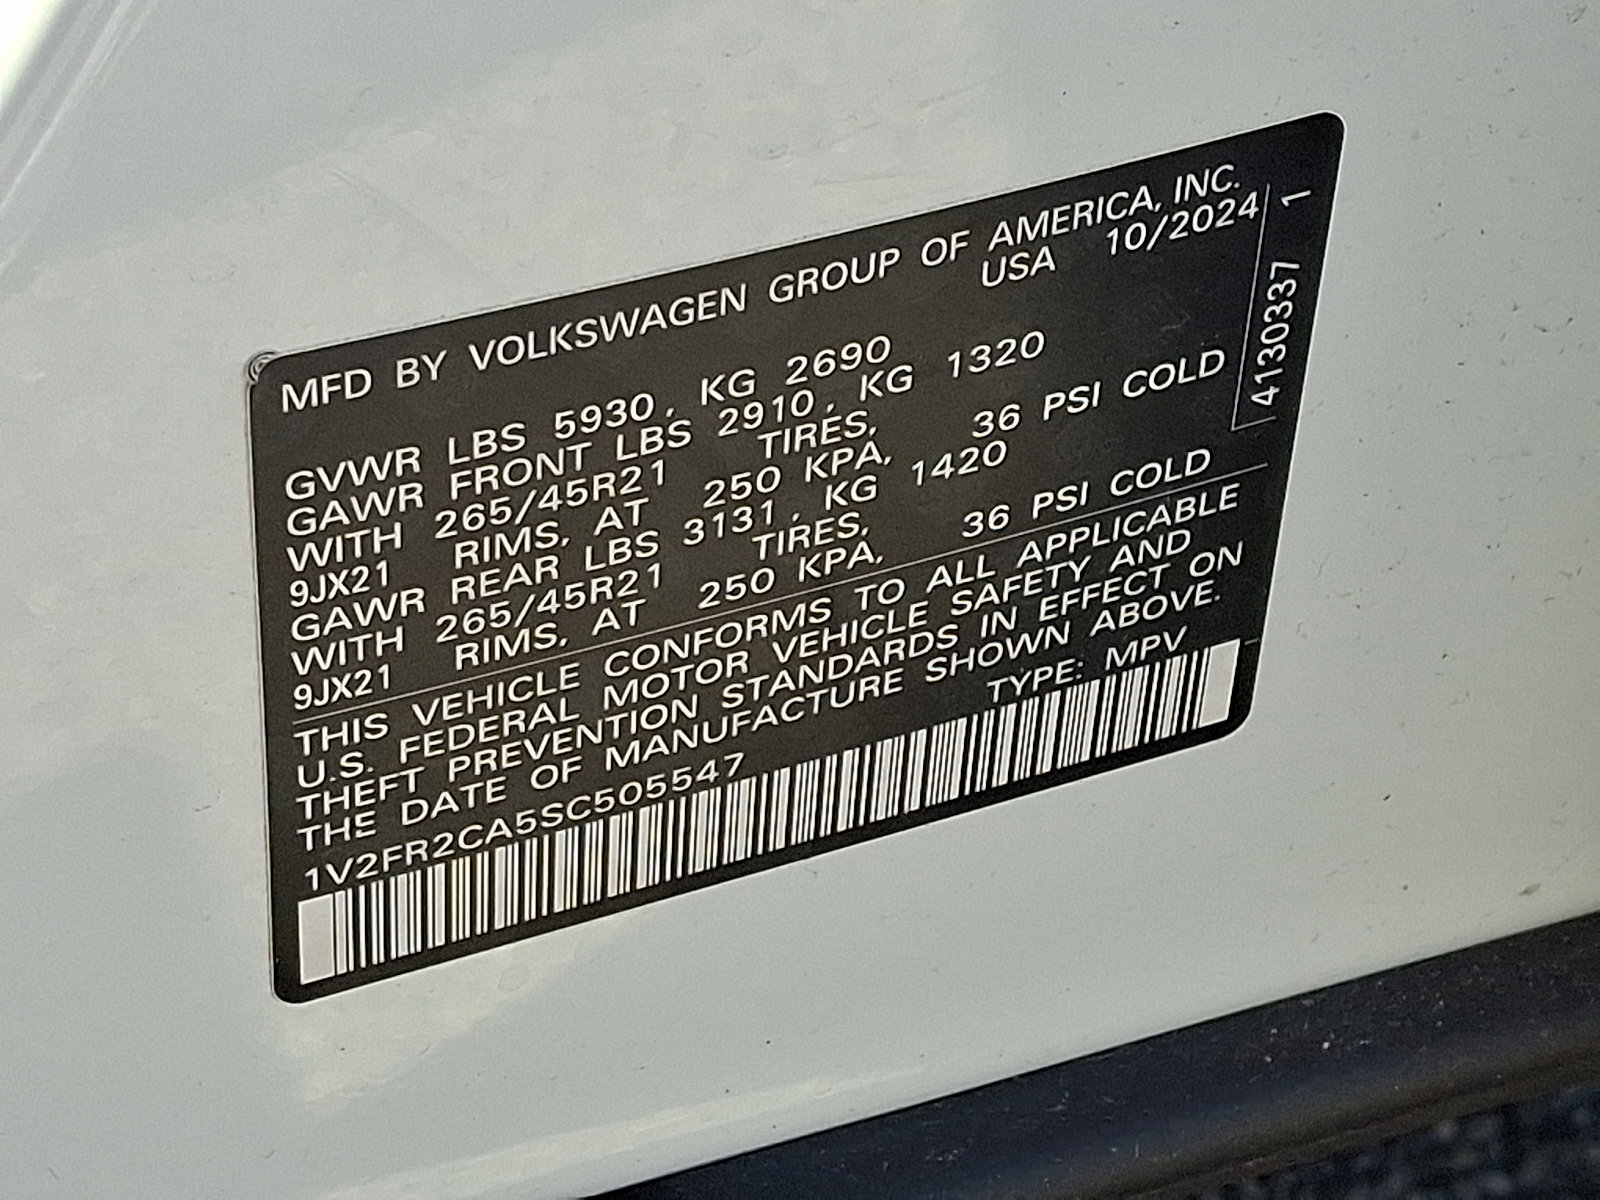 MFD BY VOLKSWAGEN GROUP OF AMERICA, INC.
USA 10/2024
GVWR LBS 5930, KG 2690
GAWR FRONT LBS 2910, KG 1320
WITH 265/45R21 TIRES,
9JX21 RIMS, AT 250 KPA, 36 PSI COLD
GAWR REAR LBS 3131, KG 1420
WITH 265/45R21 TIRES,
9JX21 RIMS, AT 250 KPA, 36 PSI COLD
THIS VEHICLE CONFORMS TO ALL APPLICABLE
U.S. FEDERAL MOTOR VEHICLE SAFETY AND
THEFT PREVENTION STANDARDS IN EFFECT ON
THE DATE OF MANUFACTURE SHOWN ABOVE.
1V2FR2CA5SC505547 TYPE: MPV
4130337 1